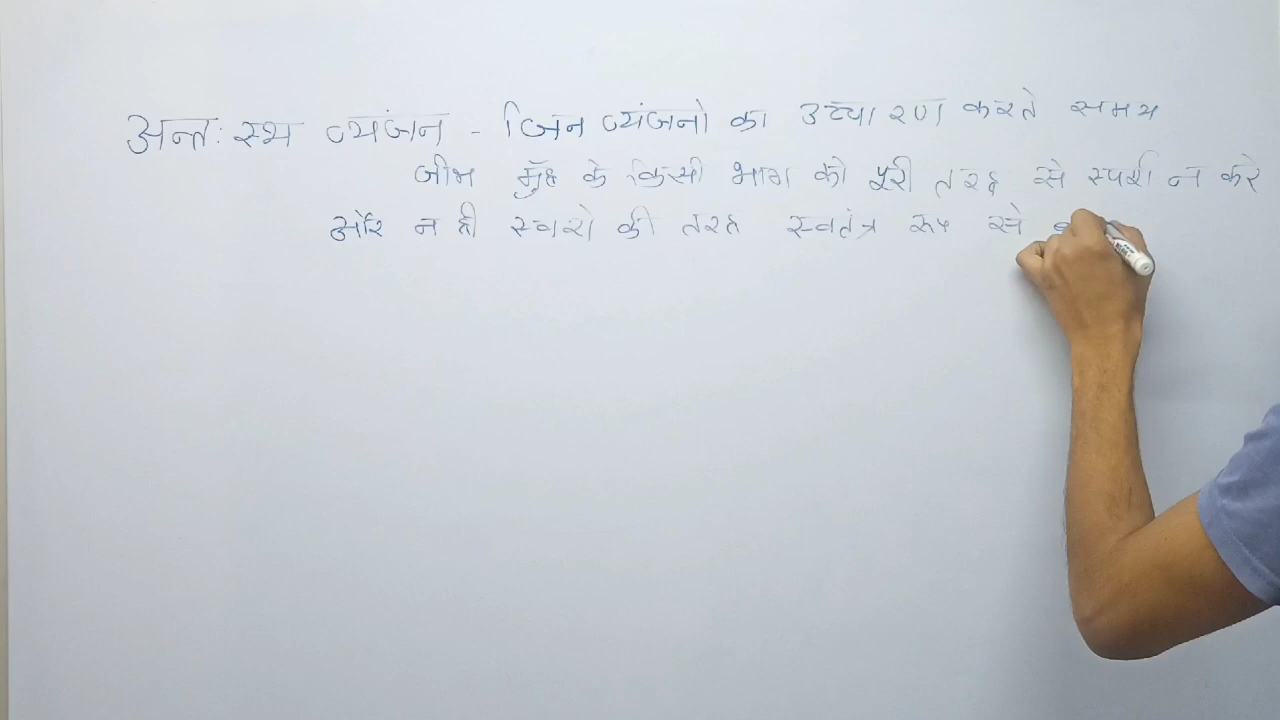 अन्तः स्थ व्यंजन - जिन व्यंजनो का उच्चारण करते समय
जीभ मुँह के किसी भाग को पूरी तरह से स्पर्श न करे
और न ही स्वरो की तरह स्वतंत्र रूप से